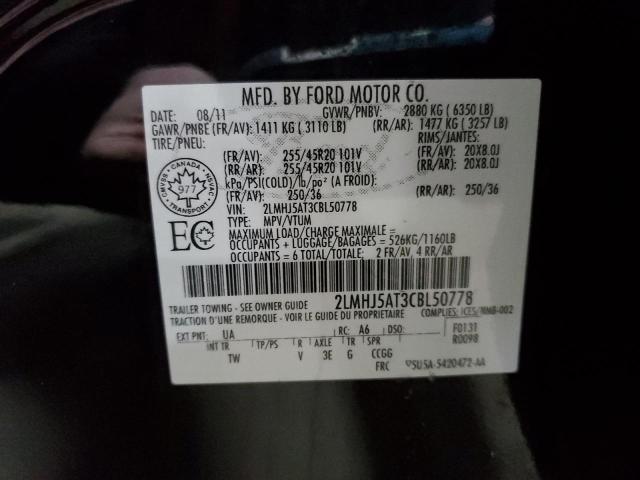 MFD. BY FORD MOTOR CO.
DATE: 08/11 GVWR/PNBV: 2880 KG ( 6350 LB)
GAWR/PNBE (FR/AV): 1411 KG ( 3110 LB) (RR/AR): 1477 KG ( 3257 LB)
TIRE/PNEU: RIMS/JANTES:
(FR/AV): 255/45R20 101V (FR/AV): 20X8.0J
(RR/AR): 255/45R20 101V (RR/AR): 20X8.0J
kPa/PSI(COLD)/lb/po² (A FROID):
(FR/AV): 250/36 (RR/AR): 250/36
VIN: 2LMHJ5AT3CBL50778
TYPE: MPV/VTUM
MAXIMUM LOAD/CHARGE MAXIMALE =
OCCUPANTS + LUGGAGE/BAGAGES = 526KG/1160LB
OCCUPANTS = 6 TOTAL/TOTALE: 2 FR/AV, 4 RR/AR
CANADA
977
TRANSPORT
EC
2LMHJ5AT3CBL50778
TRAILER TOWING - SEE OWNER GUIDE
TRACTION D'UNE REMORQUE - VOIR GUIDE DU PROPRIETAIRE
COMPLIES: ICES/NMB-002
EXT PNT: UA RC: A6 DSO: F0131
INT TR TP/PS R AXLE TR SPR R0098
TW V 3E G CCGG
FRC SU5A-5420472-AA